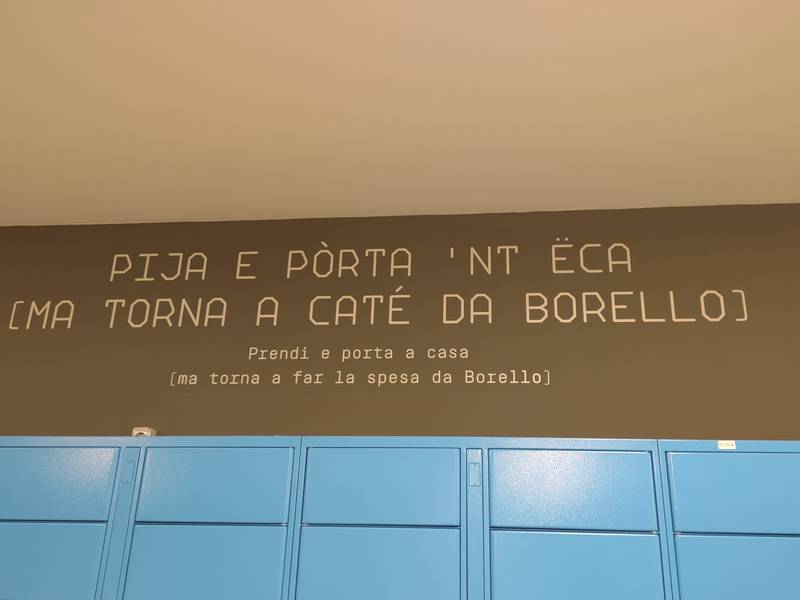 PIJA E PÒRTA 'NT ËCA
[MA TORNA A CATÉ DA BORELLO]
Prendi e porta a casa
[ma torna a far la spesa da Borello]